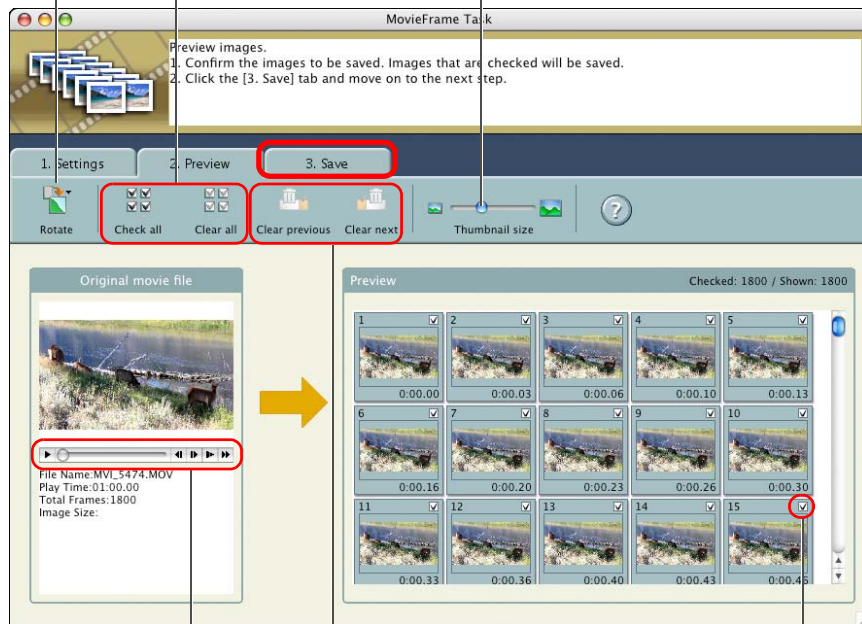 MovieFrame Task
Preview images.
1. Confirm the images to be saved. Images that are checked will be saved.
2. Click the [3. Save] tab and move on to the next step.
1. Settings
2. Preview
3. Save
Rotate
Check all
Clear all
Clear previous
Clear next
Thumbnail size
?
Original movie file
File Name:MVI_5474.MOV
Play Time:01:00.00
Total Frames:1800
Image Size:
Preview
Checked: 1800 / Shown: 1800
1 2 3 4 5
0:00.00 0:00.03 0:00.06 0:00.10 0:00.13
6 7 8 9 10
0:00.16 0:00.20 0:00.23 0:00.26 0:00.30
11 12 13 14 15
0:00.33 0:00.36 0:00.40 0:00.43 0:00.46